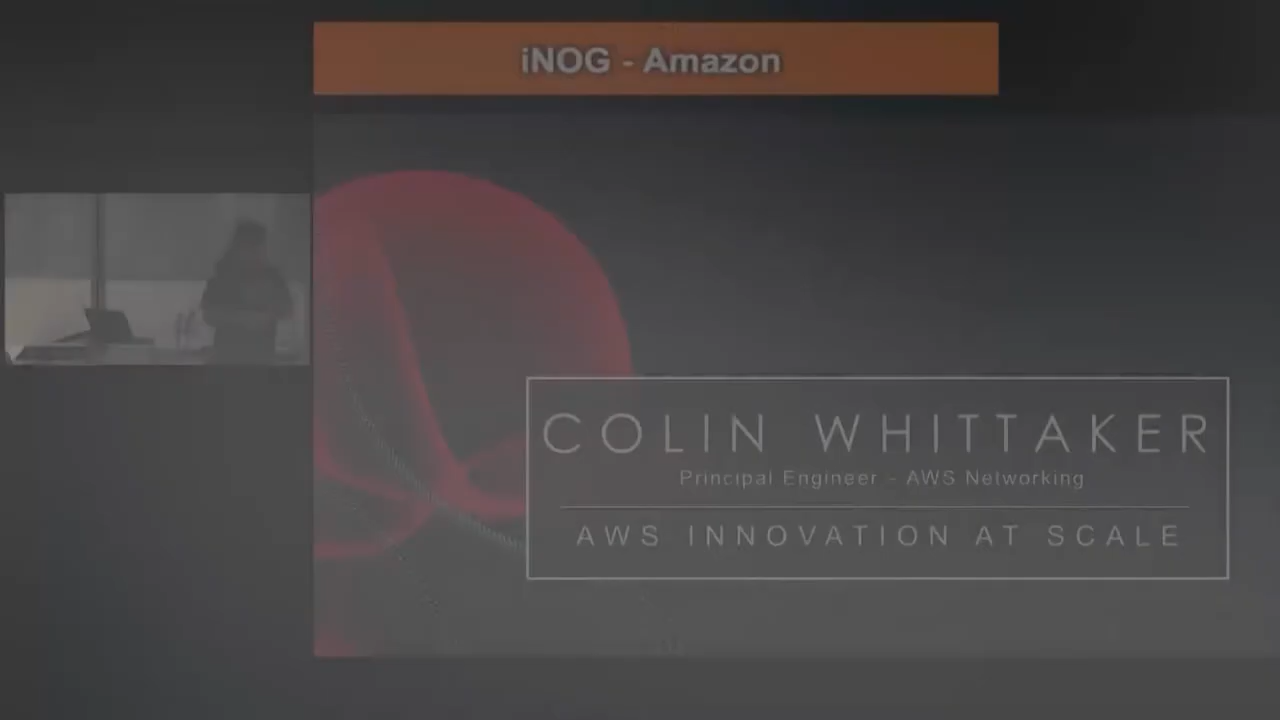 iNOG - Amazon
COLIN WHITTAKER
Principal Engineer - AWS Networking
AWS INNOVATION AT SCALE